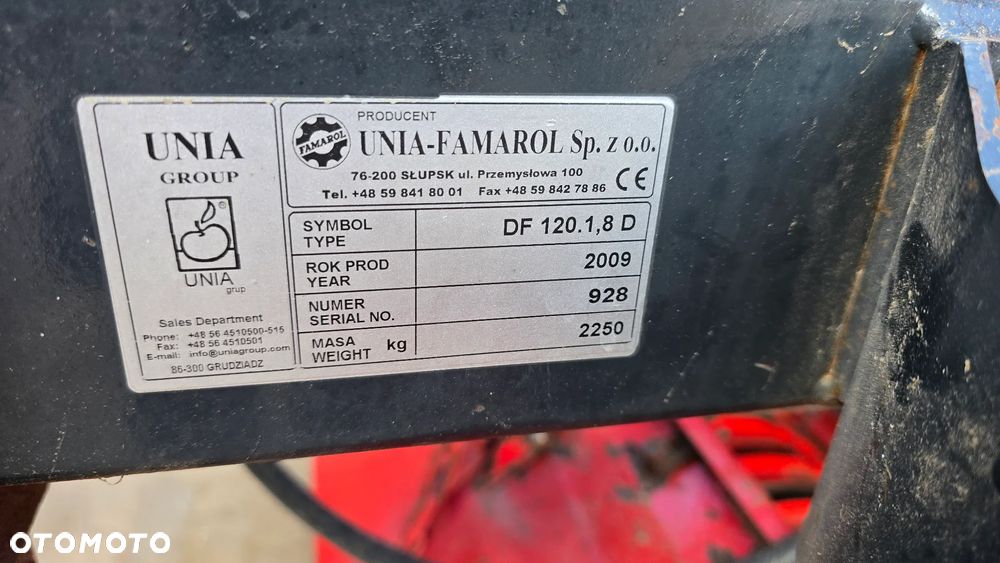 UNIA
GROUP
UNIA
grup
Sales Department
Phone: +48 56 4510500-515
Fax: +48 56 4510501
E-mail: info@uniagroup.com
86-300 GRUDZIADZ
FAMAROL
PRODUCENT
UNIA-FAMAROL Sp. z o.o.
76-200 SŁUPSK ul. Przemysłowa 100
Tel. +48 59 841 80 01 Fax +48 59 842 78 86 CE
SYMBOL
TYPE
DF 120.1,8 D
ROK PROD
YEAR
2009
NUMER
SERIAL NO.
928
MASA
WEIGHT kg
2250
OTOMOTO